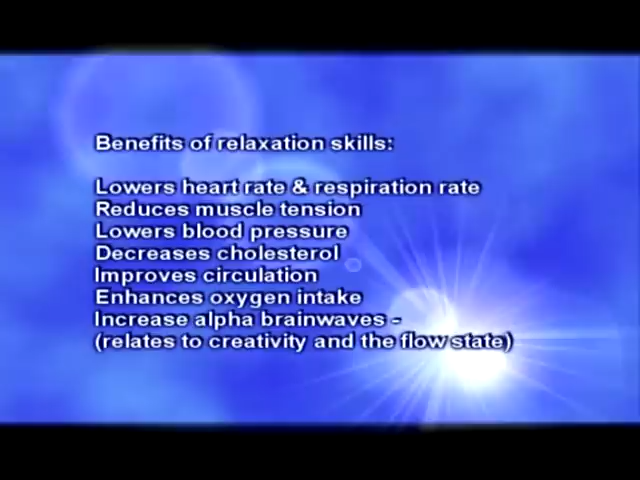 Benefits of relaxation skills:
Lowers heart rate & respiration rate
Reduces muscle tension
Lowers blood pressure
Decreases cholesterol
Improves circulation
Enhances oxygen intake
Increase alpha brainwaves -
(relates to creativity and the flow state)